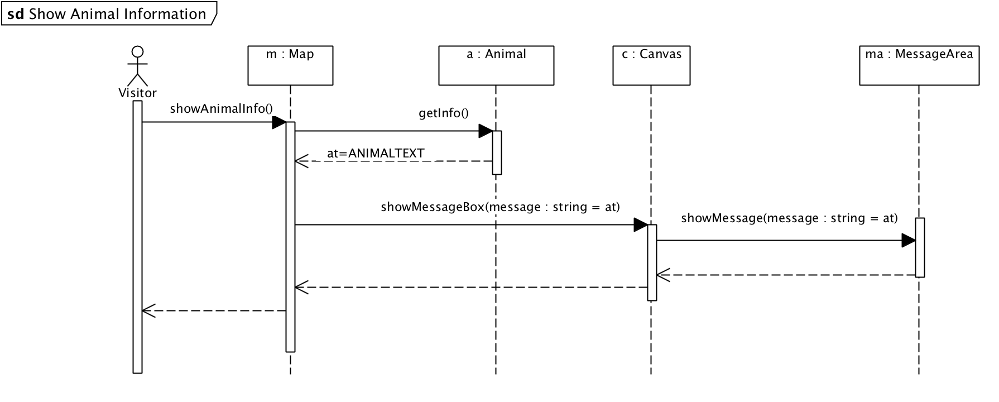 sd Show Animal Information
m : Map
a : Animal
c : Canvas
ma : MessageArea
Visitor
showAnimalInfo()
getInfo()
at=ANIMALTEXT
showMessageBox(message : string = at)
showMessage(message : string = at)